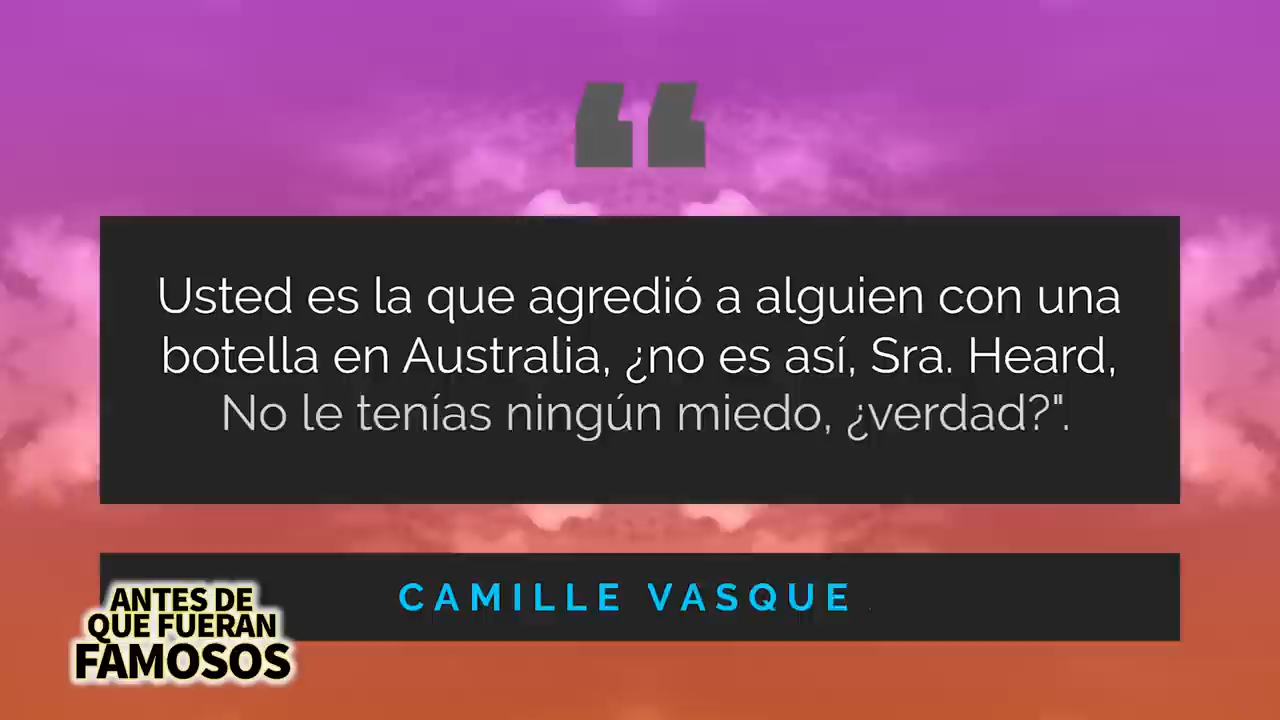 ❛❛
Usted es la que agredió a alguien con una
botella en Australia, ¿no es así, Sra. Heard,
No le tenías ningún miedo, ¿verdad?".
CAMILLE VASQUE
ANTES DE
QUE FUERAN
FAMOSOS